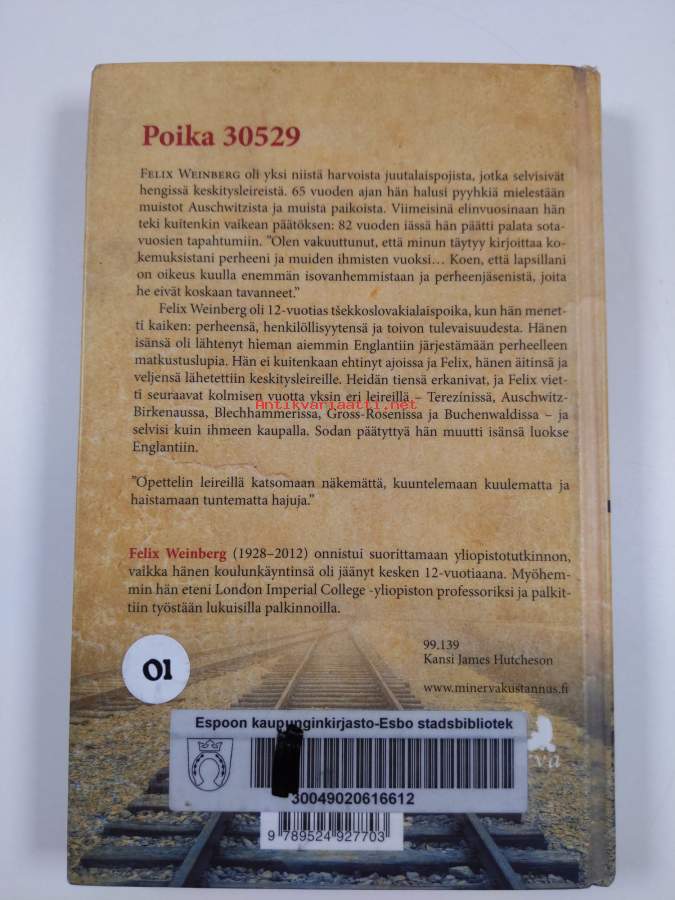 Poika 30529
FELIX WEINBERG oli yksi niistä harvoista juutalaispojista, jotka selvisivät
hengissä keskitysleireistä. 65 vuoden ajan hän halusi pyyhkiä mielestään
muistot Auschwitzista ja muista paikoista. Viimeisinä elinvuosinaan hän
teki kuitenkin vaikean päätöksen: 82 vuoden iässä hän päätti palata sota-
vuosien tapahtumiin. ”Olen vakuuttunut, että minun täytyy kirjoittaa ko-
kemuksistani perheeni ja muiden ihmisten vuoksi... Koen, että lapsillani
on oikeus kuulla enemmän isovanhemmistaan ja perheenjäsenistä, joita
he eivät koskaan tavanneet.”
Felix Weinberg oli 12-vuotias tšekkoslovakialaispoika, kun hän menet-
ti kaiken: perheensä, henkilöllisyytensä ja toivon tulevaisuudesta. Hänen
isänsä oli lähtenyt hieman aiemmin Englantiin järjestämään perheelleen
matkustuslupia. Hän ei kuitenkaan ehtinyt ajoissa ja Felix, hänen äitinsä ja
veljensä lähetettiin keskitysleireille. Heidän tiensä erkanivat, ja Felix viet-
ti seuraavat kolmisen vuotta yksin eri leireillä – Terezínissä, Auschwitz-
Antikvariaatti.net
Birkenaussa, Blechhammerissa, Gross-Rosenissa ja Buchenwaldissa – ja
selvisi kuin ihmeen kaupalla. Sodan päätyttyä hän muutti isänsä luokse
Englantiin.
”Opettelin leireillä katsomaan näkemättä, kuuntelemaan kuulematta ja
haistamaan tuntematta hajuja.”
Felix Weinberg (1928–2012) onnistui suorittamaan yliopistotutkinnon,
vaikka hänen koulunkäyntinsä oli jäänyt kesken 12-vuotiaana. Myöhem-
min hän eteni London Imperial College -yliopiston professoriksi ja palkit-
tiin työstään lukuisilla palkinnoilla.
99.139
Kansi James Hutcheson
www.minervakustannus.fi
01
Espoon kaupunginkirjasto-Esbo stadsbibliotek
30049020616612
9 789524 927703